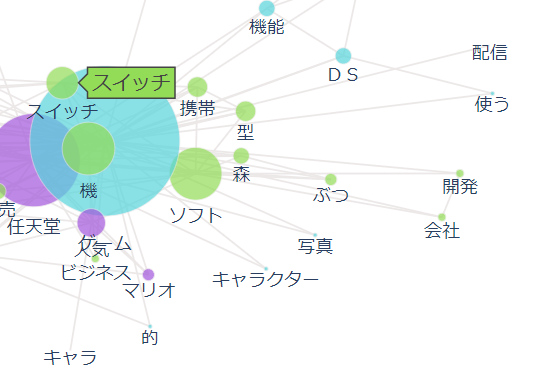 機能
配信
ＤＳ
スイッチ
使う
スイッチ
携帯
型
森
機
開発
ぶつ
売
ソフト
任天堂
会社
ゲーム
人気
写真
ビジネス
キャラクター
マリオ
的
キャラ